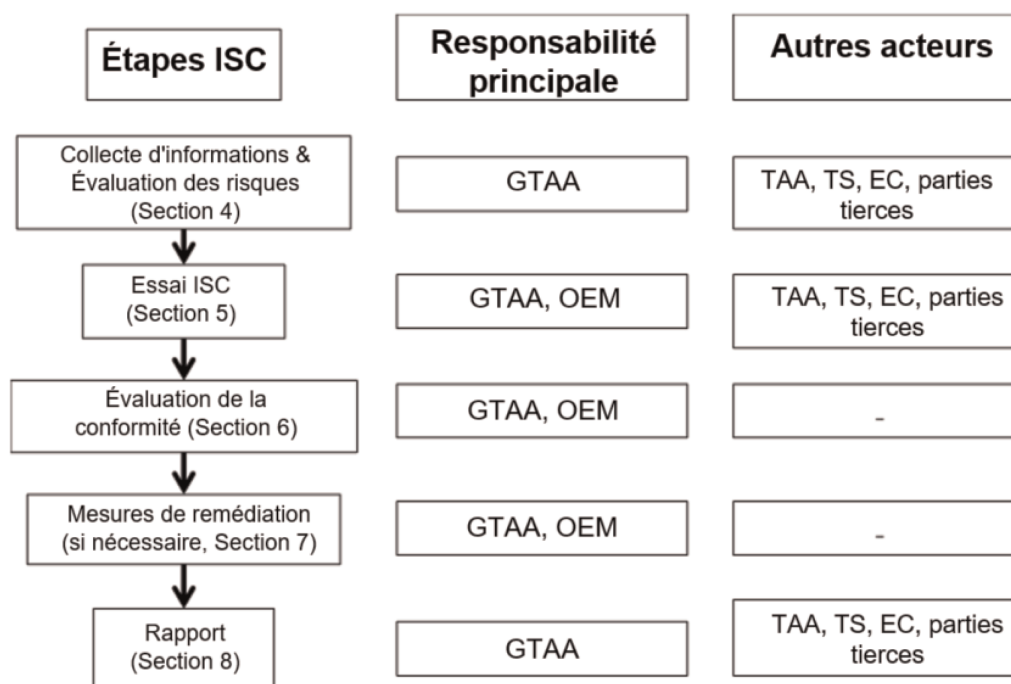 Étapes ISC
Responsabilité
principale
Autres acteurs
Collecte d'informations &
Évaluation des risques
(Section 4)
GTAA
TAA, TS, EC, parties
tierces
Essai ISC
(Section 5)
GTAA, OEM
TAA, TS, EC, parties
tierces
Évaluation de la
conformité (Section 6)
GTAA, OEM
-
Mesures de remédiation
(si nécessaire, Section 7)
GTAA, OEM
-
Rapport
(Section 8)
GTAA
TAA, TS, EC, parties
tierces